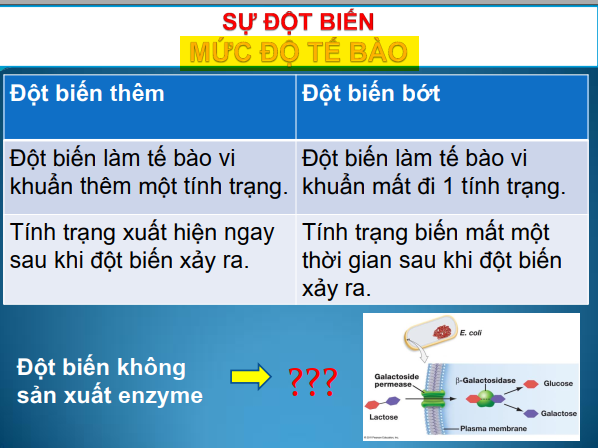 SỰ ĐỘT BIẾN
MỨC ĐỘ TẾ BÀO
Đột biến thêm
Đột biến bớt
Đột biến làm tế bào vi
khuẩn thêm một tính trạng.
Đột biến làm tế bào vi
khuẩn mất đi 1 tính trạng.
Tính trạng xuất hiện ngay
sau khi đột biến xảy ra.
Tính trạng biến mất một
thời gian sau khi đột biến
xảy ra.
Đột biến không
sản xuất enzyme
???
E. coli
Galactoside
permease
β-Galactosidase
Glucose
Lactose
Galactose
Plasma membrane